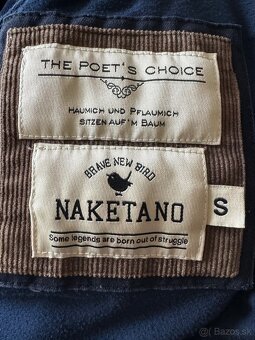 THE POET'S CHOICE
HAUMICH UND PFLAUMICH
SITZEN AUF'M BAUM
BRAVE NEW BIRD
NAKETANO
S
Some legends are born out of struggle
Bazos.sk